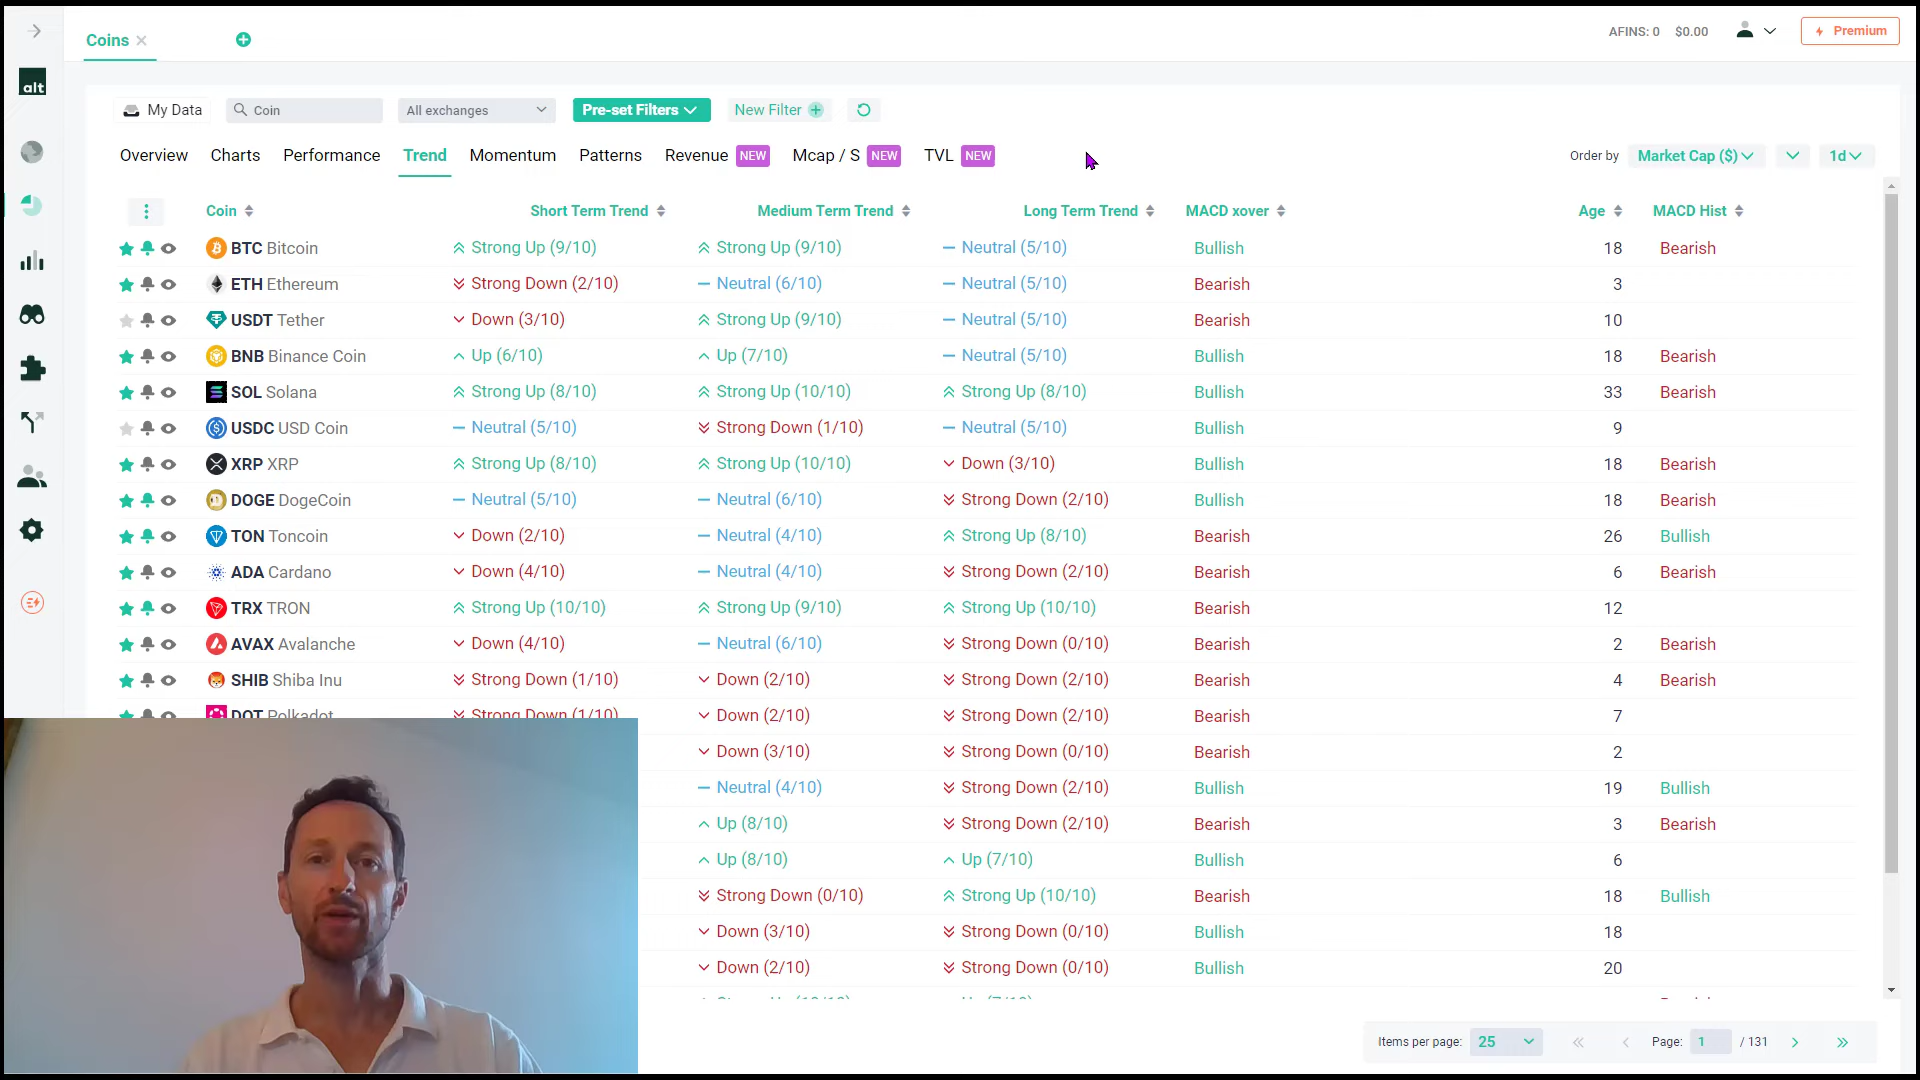 Coins
AFINS: 0 $0.00 Premium
alt
My Data Coin All exchanges Pre-set Filters New Filter
Overview Charts Performance Trend Momentum Patterns Revenue NEW Mcap / S NEW TVL NEW Order by Market Cap ($) 1d
Coin Short Term Trend Medium Term Trend Long Term Trend MACD xover Age MACD Hist
BTC Bitcoin Strong Up (9/10) Strong Up (9/10) Neutral (5/10) Bullish 18 Bearish
ETH Ethereum Strong Down (2/10) Neutral (6/10) Neutral (5/10) Bearish 3
USDT Tether Down (3/10) Strong Up (9/10) Neutral (5/10) Bearish 10
BNB Binance Coin Up (6/10) Up (7/10) Neutral (5/10) Bullish 18 Bearish
SOL Solana Strong Up (8/10) Strong Up (10/10) Strong Up (8/10) Bullish 33 Bearish
USDC USD Coin Neutral (5/10) Strong Down (1/10) Neutral (5/10) Bullish 9
XRP XRP Strong Up (8/10) Strong Up (10/10) Down (3/10) Bullish 18 Bearish
DOGE DogeCoin Neutral (5/10) Neutral (6/10) Strong Down (2/10) Bullish 18 Bearish
TON Toncoin Down (2/10) Neutral (4/10) Strong Up (8/10) Bearish 26 Bullish
ADA Cardano Down (4/10) Neutral (4/10) Strong Down (2/10) Bearish 6 Bearish
TRX TRON Strong Up (10/10) Strong Up (9/10) Strong Up (10/10) Bearish 12
AVAX Avalanche Down (4/10) Neutral (6/10) Strong Down (0/10) Bearish 2 Bearish
SHIB Shiba Inu Strong Down (1/10) Down (2/10) Strong Down (2/10) Bearish 4 Bearish
DOT Polkadot Strong Down (1/10) Down (2/10) Strong Down (2/10) Bearish 7
Down (3/10) Strong Down (0/10) Bearish 2
Neutral (4/10) Strong Down (2/10) Bullish 19 Bullish
Up (8/10) Strong Down (2/10) Bearish 3 Bearish
Up (8/10) Up (7/10) Bullish 6
Strong Down (0/10) Strong Up (10/10) Bearish 18 Bullish
Down (3/10) Strong Down (0/10) Bullish 18
Down (2/10) Strong Down (0/10) Bullish 20
Items per page: 25 Page: 1 / 131